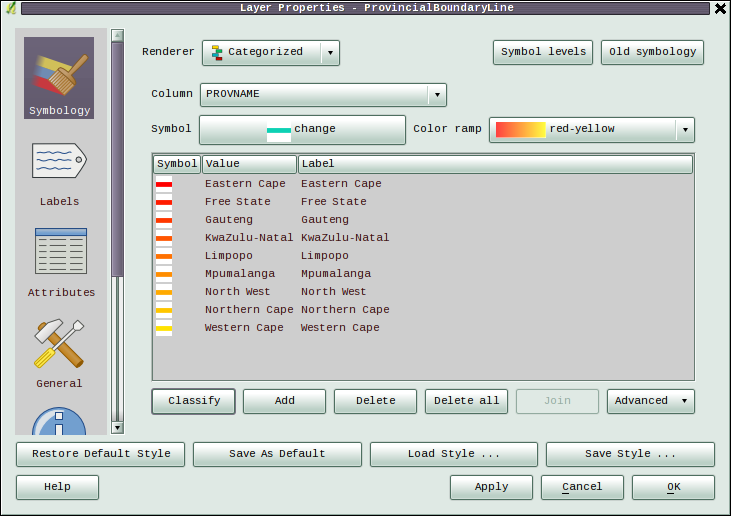 Layer Properties - ProvincialBoundaryLine
Symbology
Labels
Attributes
General
Renderer Categorized Symbol levels Old symbology
Column PROVNAME
Symbol change Color ramp red-yellow
Symbol Value Label
Eastern Cape Eastern Cape
Free State Free State
Gauteng Gauteng
KwaZulu-Natal KwaZulu-Natal
Limpopo Limpopo
Mpumalanga Mpumalanga
North West North West
Northern Cape Northern Cape
Western Cape Western Cape
Classify Add Delete Delete all Join Advanced
Restore Default Style Save As Default Load Style ... Save Style ...
Help Apply Cancel OK